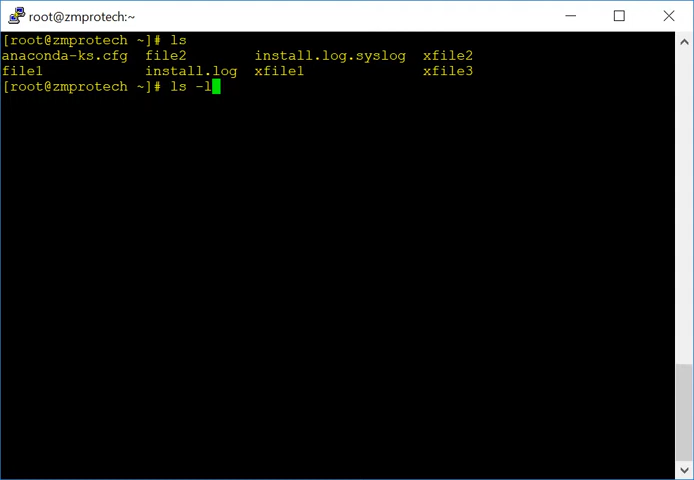 root@zmprotech:~
[root@zmprotech ~]# ls
anaconda-ks.cfg  file2        install.log.syslog  xfile2
file1            install.log  xfile1              xfile3
[root@zmprotech ~]# ls -l